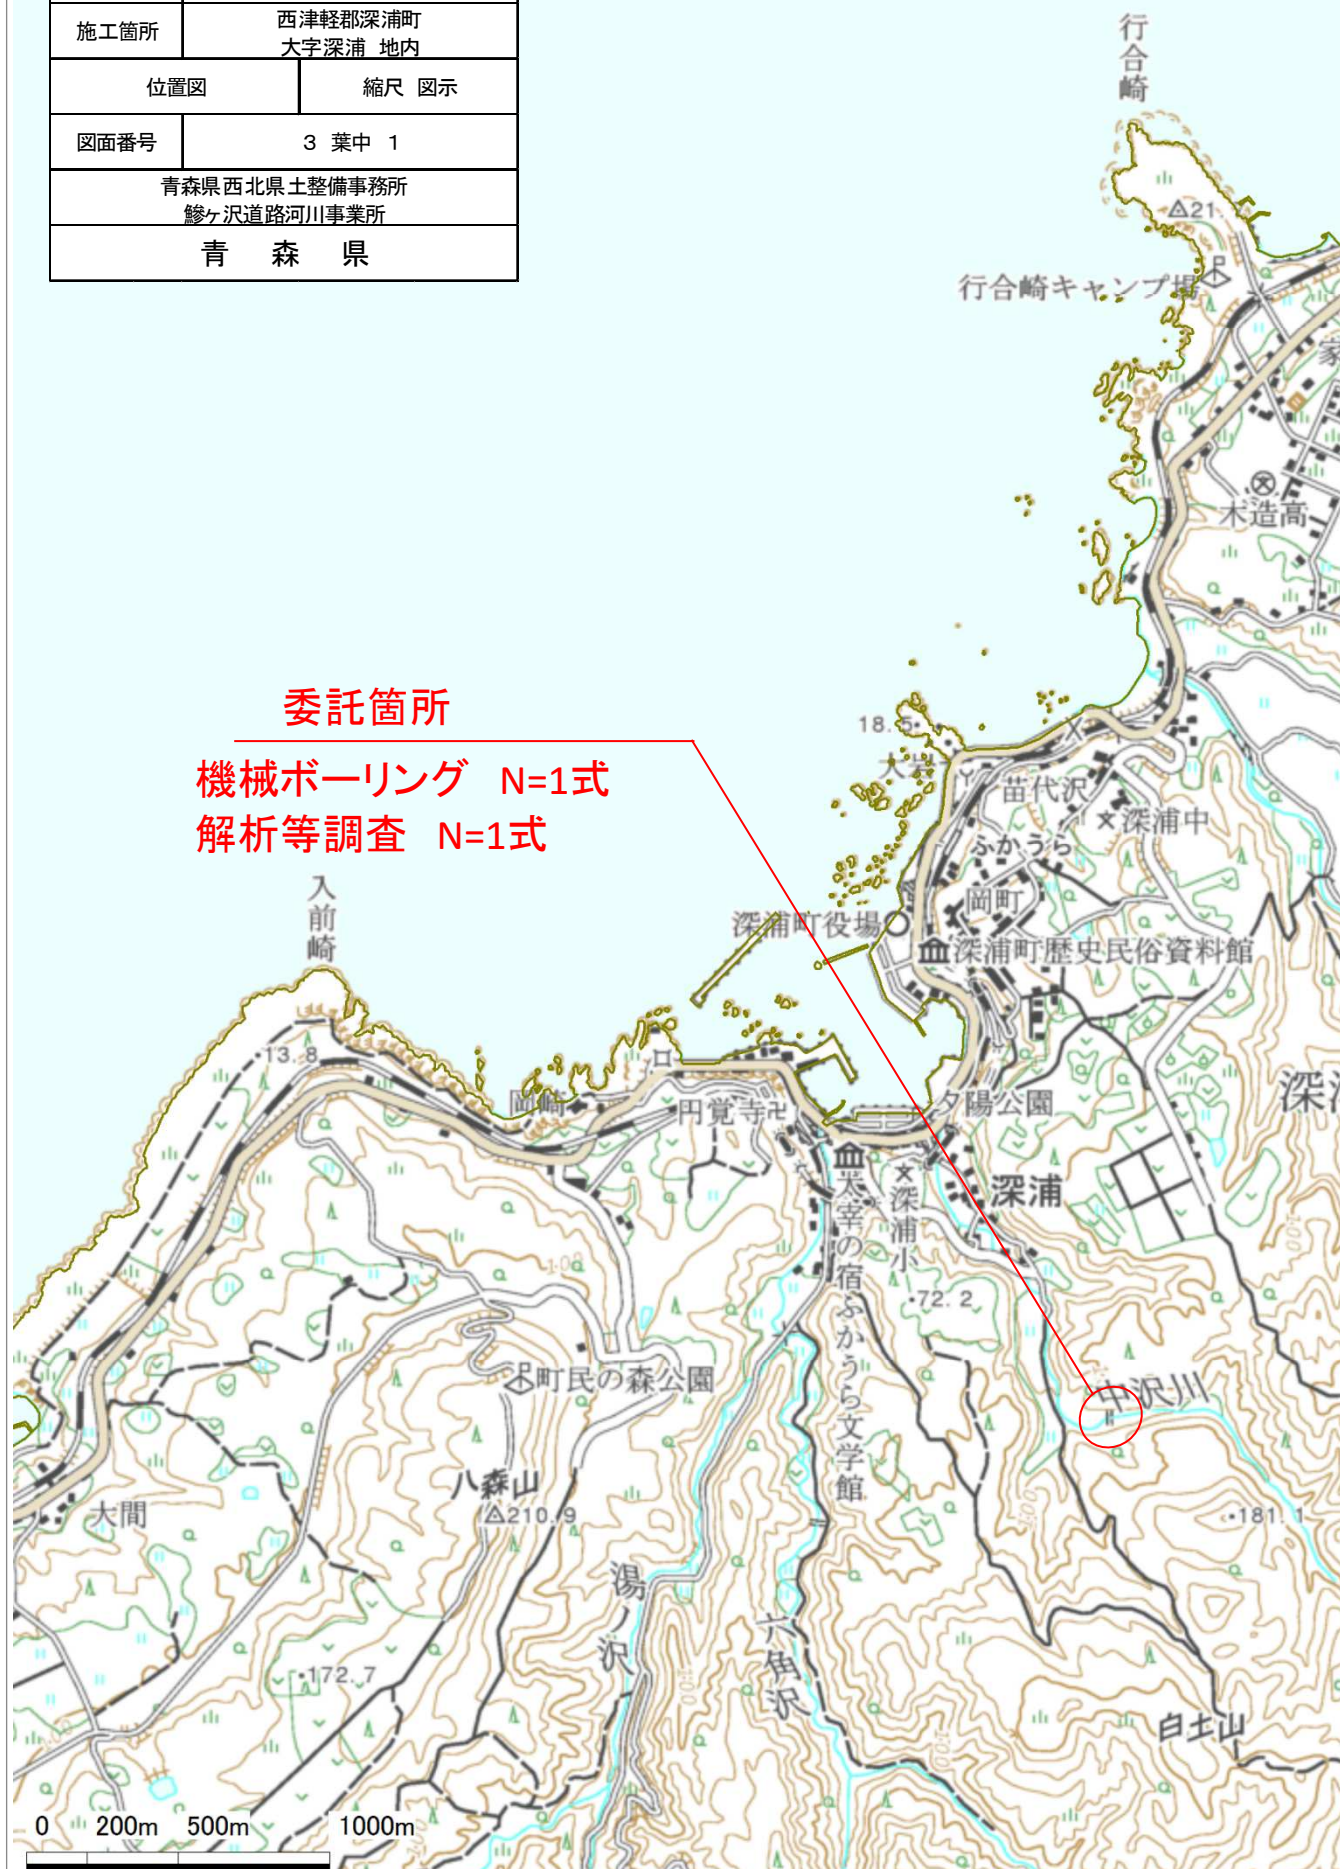 施工箇所
西津軽郡深浦町
大字深浦 地内
位置図
縮尺 図示
図面番号
3 葉中 1
青森県西北県土整備事務所
鰺ヶ沢道路河川事業所
青 森 県
行合崎
行合崎キャンプ場
木造高
委託箇所
機械ボーリング N=1式
解析等調査 N=1式
18.5
苗代沢
深浦中
ふかうら
岡町
入前崎
深浦町役場
深浦町歴史民俗資料館
13.8
岡崎
円覚寺
夕陽公園
深浦
深浦小
太宰の宿ふかうら文学館
72.2
町民の森公園
中沢川
八森山
210.9
大間
181.1
湯ノ沢
六角沢
172.7
白土山
100
100
100
100
100
0 200m 500m 1000m